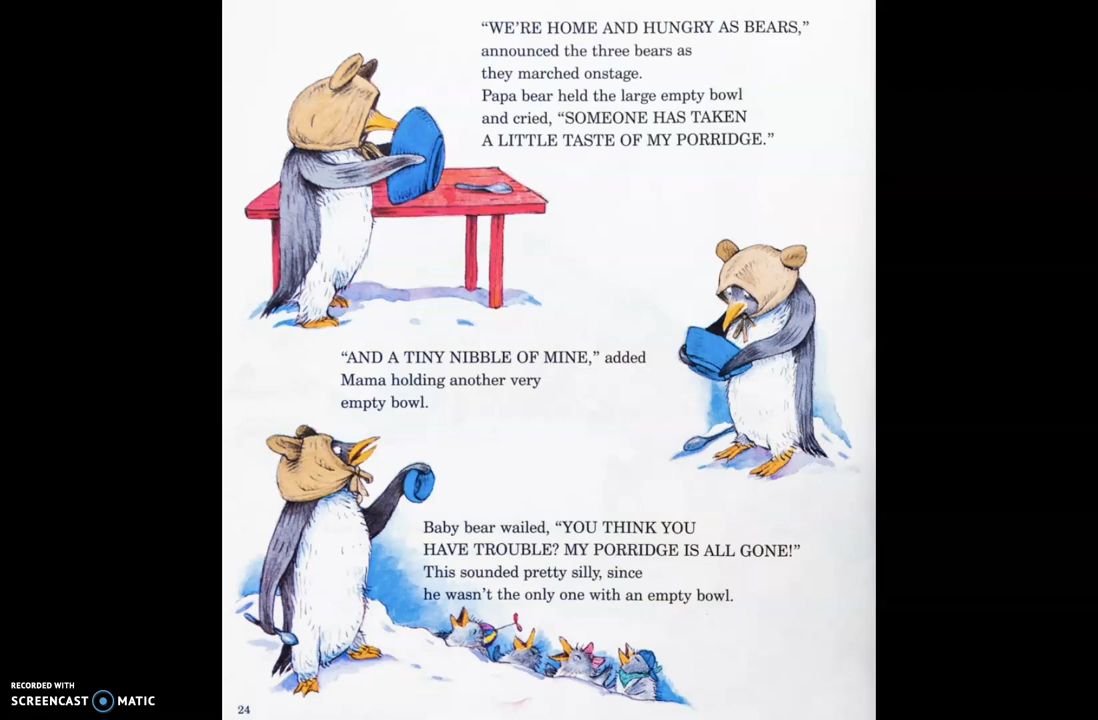 “WE’RE HOME AND HUNGRY AS BEARS,”
announced the three bears as
they marched onstage.
Papa bear held the large empty bowl
and cried, “SOMEONE HAS TAKEN
A LITTLE TASTE OF MY PORRIDGE.”
“AND A TINY NIBBLE OF MINE,” added
Mama holding another very
empty bowl.
Baby bear wailed, “YOU THINK YOU
HAVE TROUBLE? MY PORRIDGE IS ALL GONE!”
This sounded pretty silly, since
he wasn’t the only one with an empty bowl.
24
RECORDED WITH
SCREENCAST MATIC